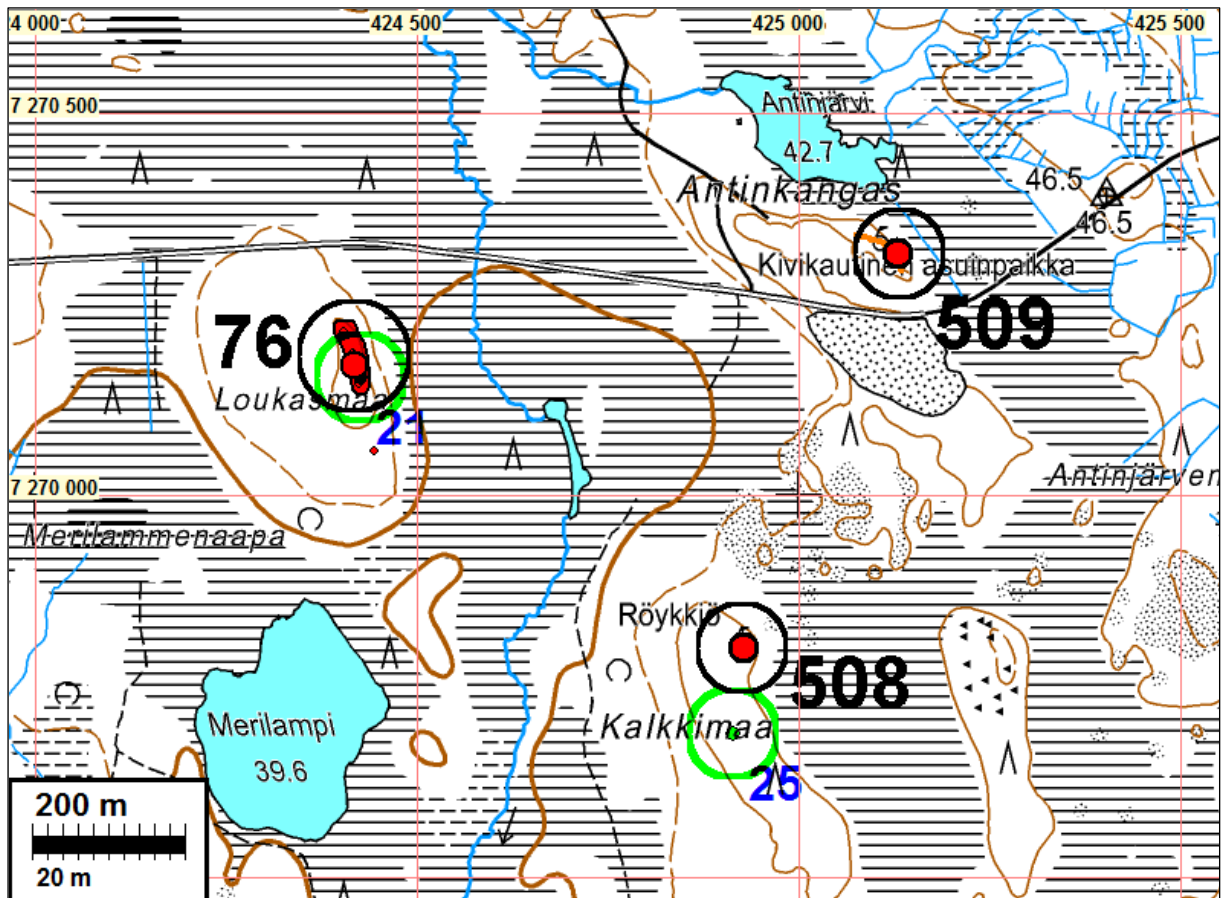 4 000
424 500
425 000
425 500
7 270 500
Antinjärvi
42.7
46.5
Antinkangas
46.5
Kivikautinen asuinpaikka
509
76
Loukasmaa
21
Antinjärven
7 270 000
Merilammenaapa
Röykkiö
508
Merilampi
Kalkkimaa
39.6
25
200 m
20 m